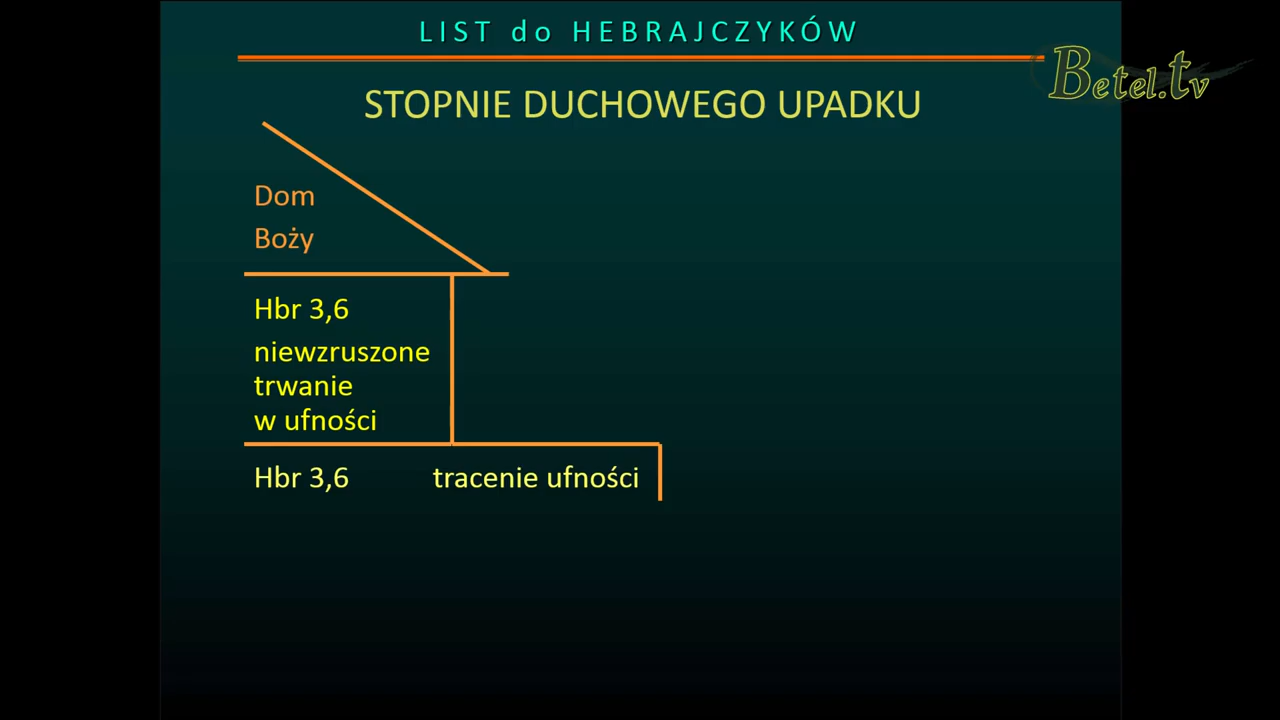 LIST do HEBRAJCZYKÓW
Betel.tv
STOPNIE DUCHOWEGO UPADKU
Dom
Boży
Hbr 3,6
niewzruszone
trwanie
w ufności
Hbr 3,6 tracenie ufności